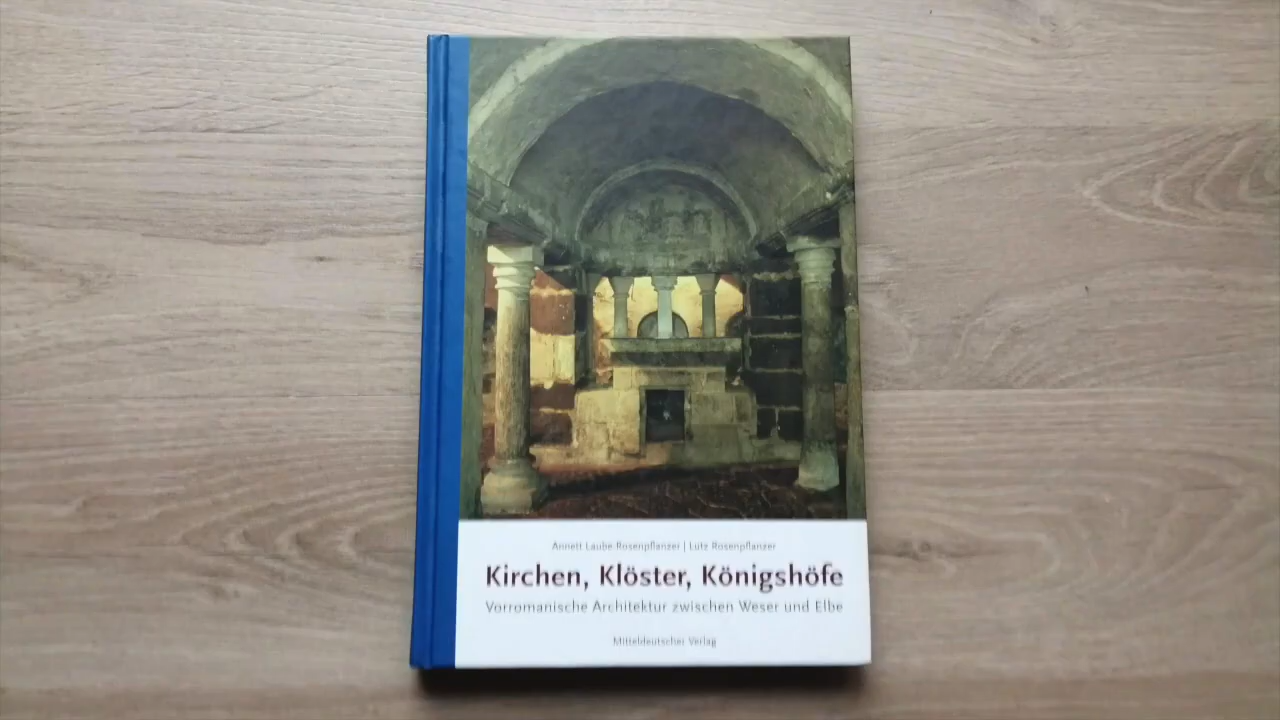 Annett Laube-Rosenpflanzer | Lutz Rosenpflanzer
Kirchen, Klöster, Königshöfe
Vorromanische Architektur zwischen Weser und Elbe
Mitteldeutscher Verlag